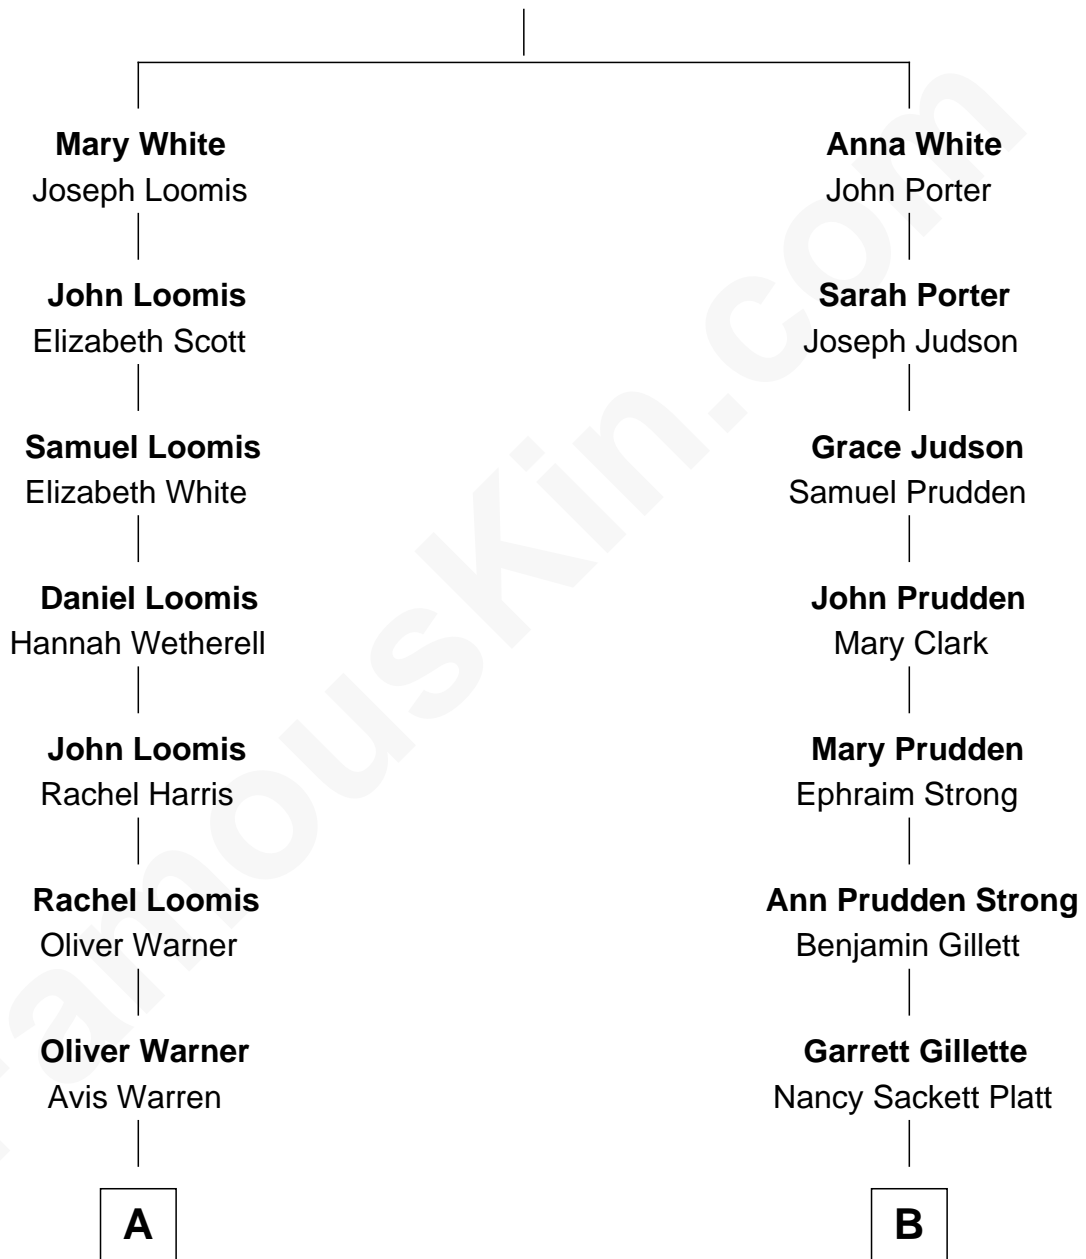 Mary White
Joseph Loomis
John Loomis
Elizabeth Scott
Samuel Loomis
Elizabeth White
Daniel Loomis
Hannah Wetherell
John Loomis
Rachel Harris
Rachel Loomis
Oliver Warner
Oliver Warner
Avis Warren
A
Anna White
John Porter
Sarah Porter
Joseph Judson
Grace Judson
Samuel Prudden
John Prudden
Mary Clark
Mary Prudden
Ephraim Strong
Ann Prudden Strong
Benjamin Gillett
Garrett Gillette
Nancy Sackett Platt
B
FamousKin.com